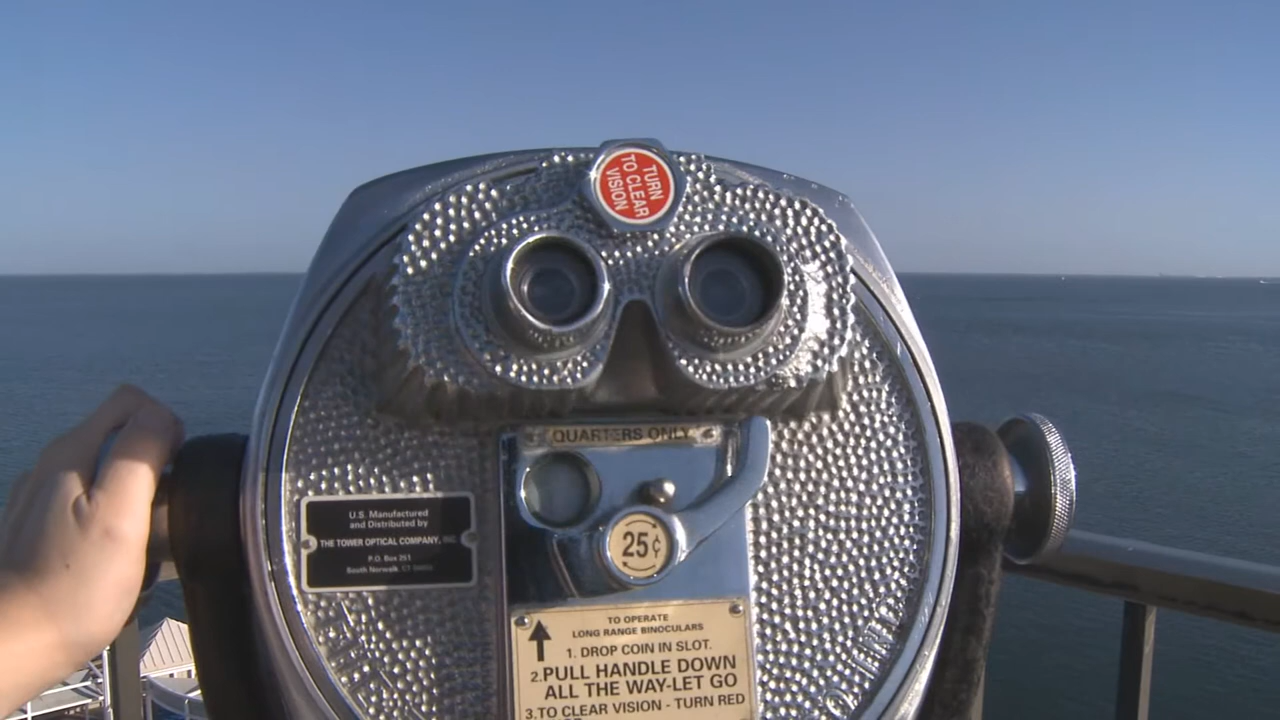 TURN
TO CLEAR
VISION
QUARTERS ONLY
25¢
U.S. Manufactured
and Distributed by
THE TOWER OPTICAL COMPANY, INC.
P.O. Box 251
South Norwalk, CT
TO OPERATE
LONG RANGE BINOCULARS
1. DROP COIN IN SLOT.
2.PULL HANDLE DOWN
ALL THE WAY-LET GO
3.TO CLEAR VISION - TURN RED